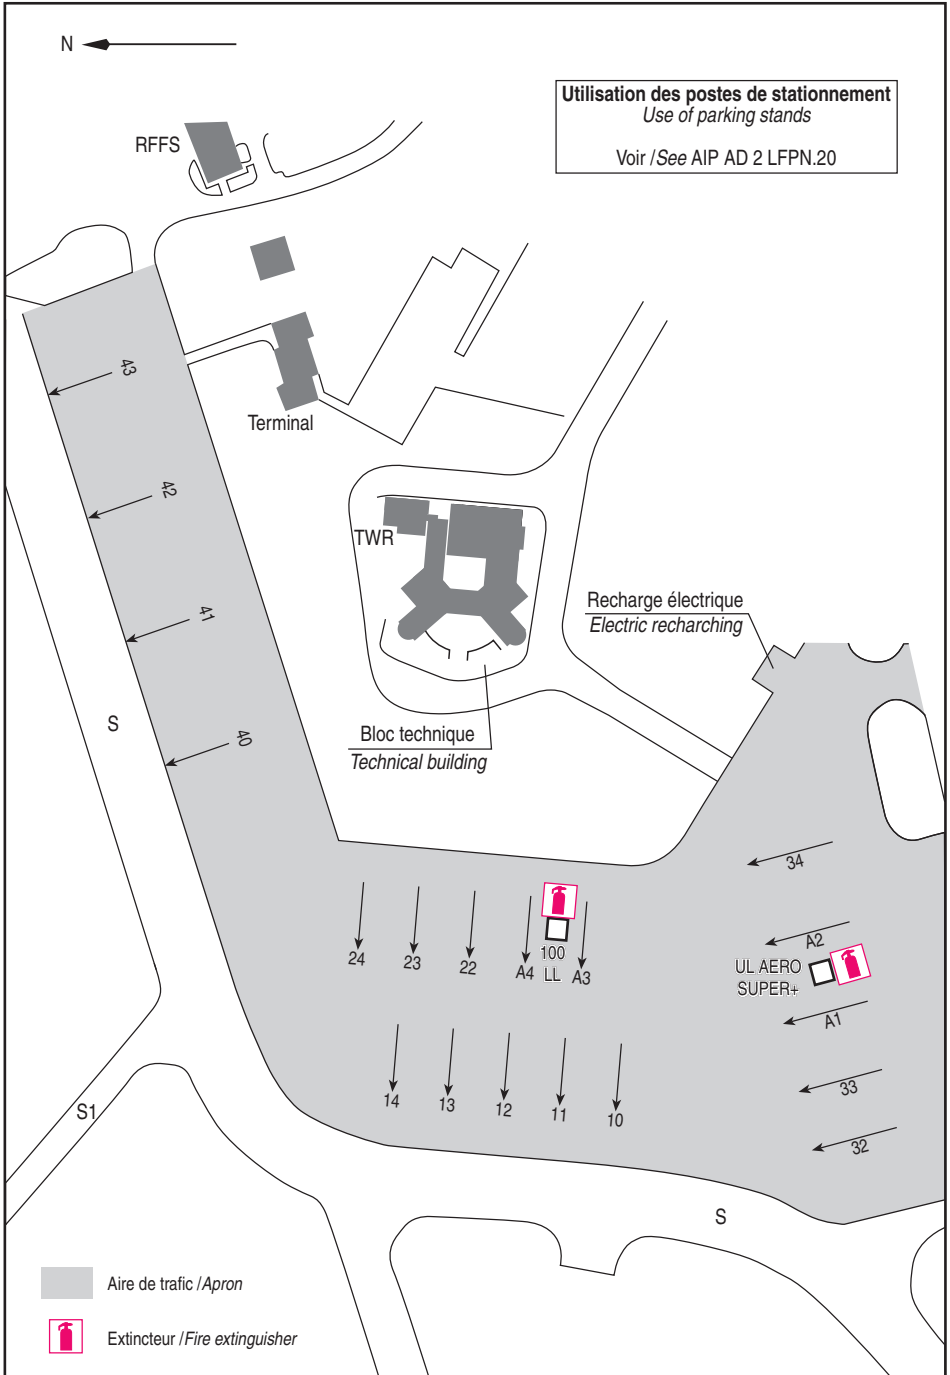 N
Utilisation des postes de stationnement
Use of parking stands
Voir /See AIP AD 2 LFPN.20
RFFS
43
Terminal
42
TWR
Recharge électrique
Electric recharching
41
S
40
Bloc technique
Technical building
34
24
23
22
A4
100
LL
A3
A2
UL AERO
SUPER+
A1
14
13
12
11
10
33
32
S1
S
Aire de trafic /Apron
Extincteur /Fire extinguisher